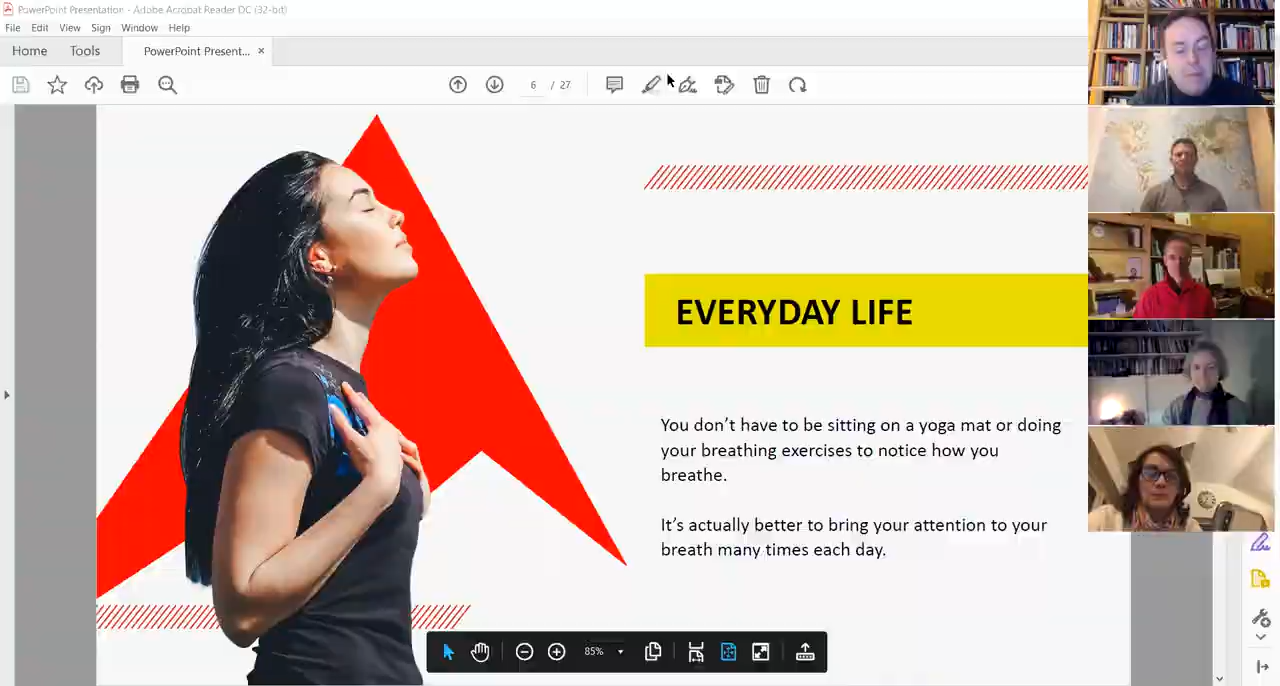 PowerPoint Presentation - Adobe Acrobat Reader DC (32-bit)
File Edit View Sign Window Help
Home Tools PowerPoint Present... ×
6 / 27
EVERYDAY LIFE
You don’t have to be sitting on a yoga mat or doing
your breathing exercises to notice how you
breathe.
It’s actually better to bring your attention to your
breath many times each day.
85%